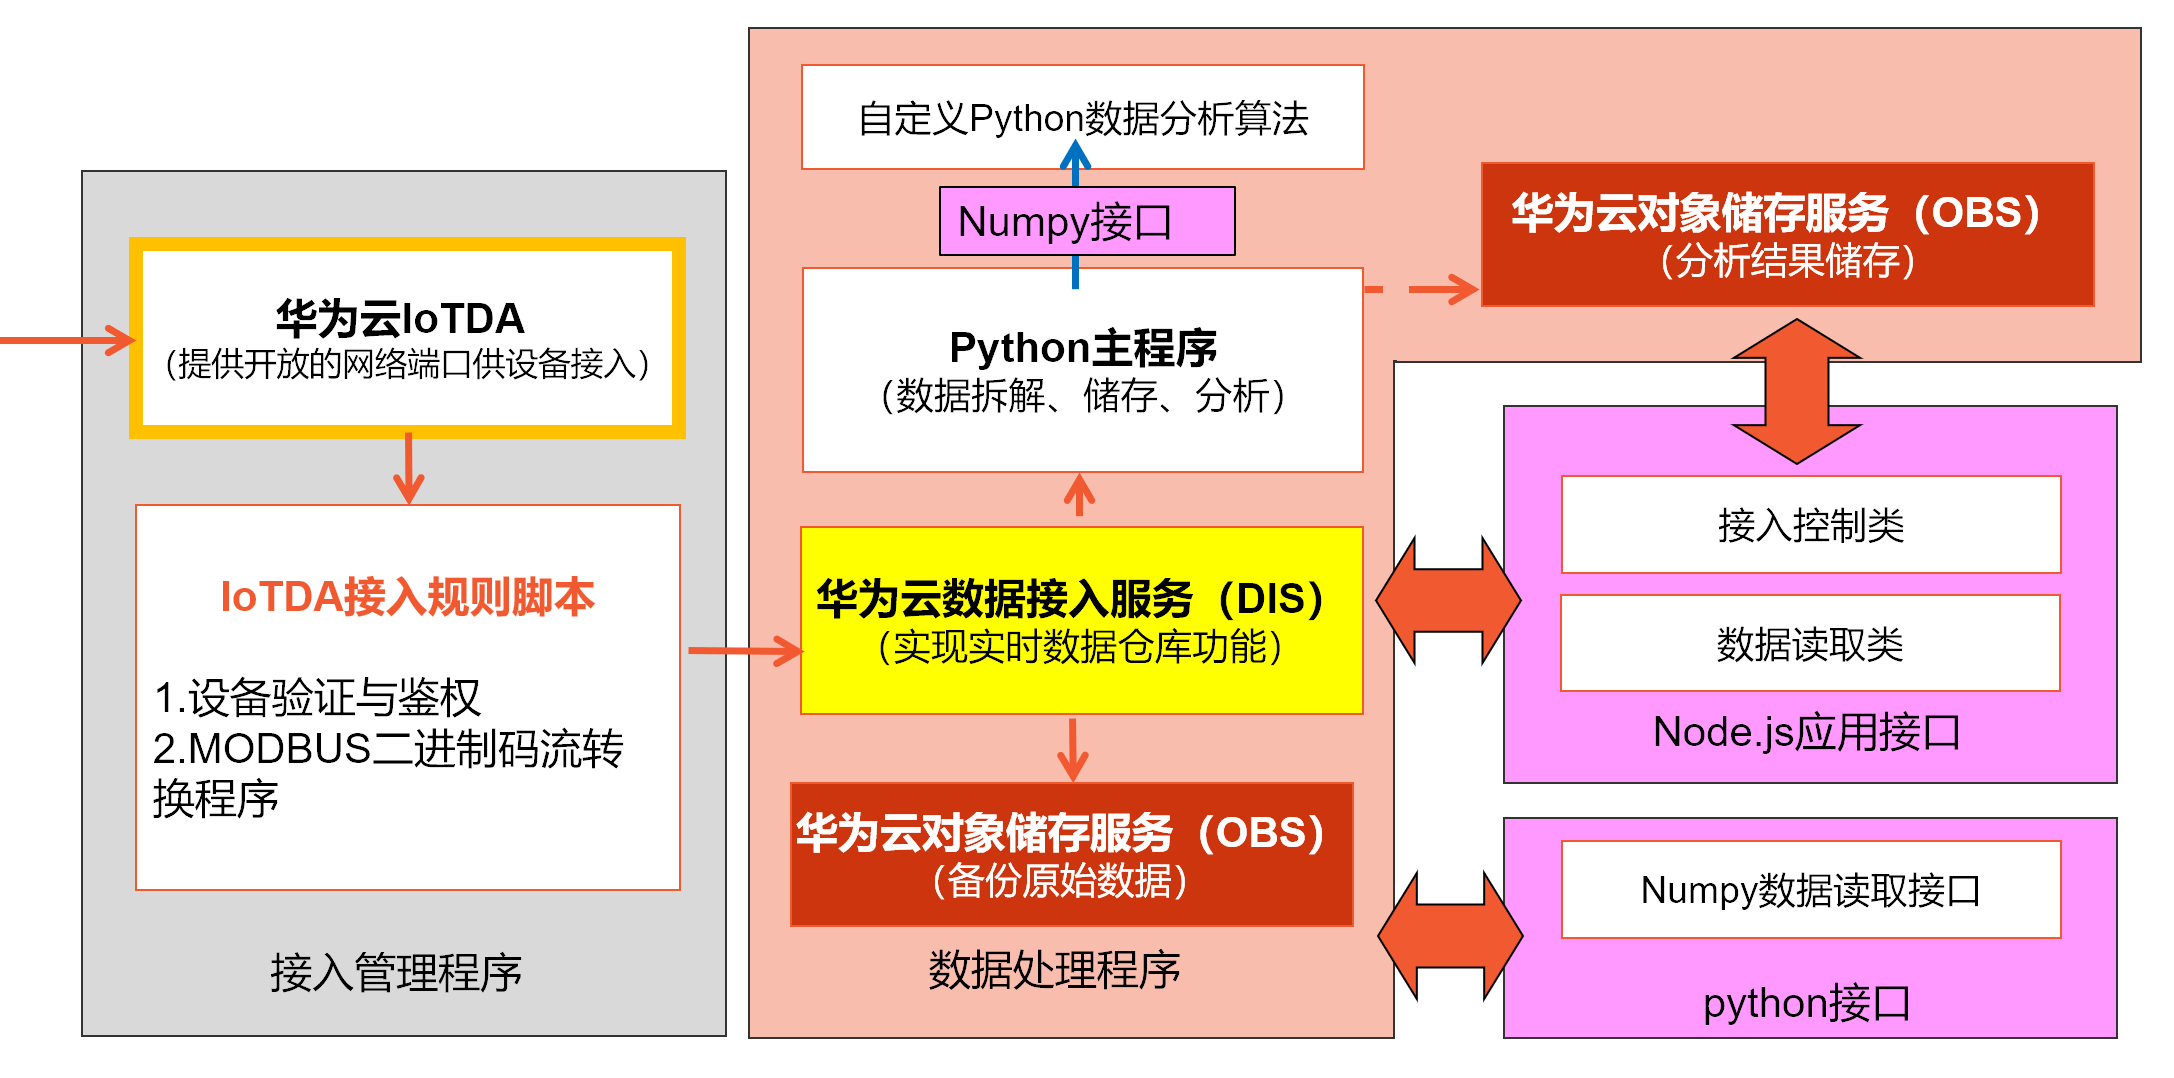 华为云IoTDA
（提供开放的网络端口供设备接入）
IoTDA接入规则脚本
1.设备验证与鉴权
2.MODBUS二进制码流转
换程序
接入管理程序
自定义Python数据分析算法
Numpy接口
Python主程序
（数据拆解、储存、分析）
华为云数据接入服务（DIS）
（实现实时数据仓库功能）
华为云对象储存服务（OBS）
（备份原始数据）
数据处理程序
华为云对象储存服务（OBS）
（分析结果储存）
接入控制类
数据读取类
Node.js应用接口
Numpy数据读取接口
python接口